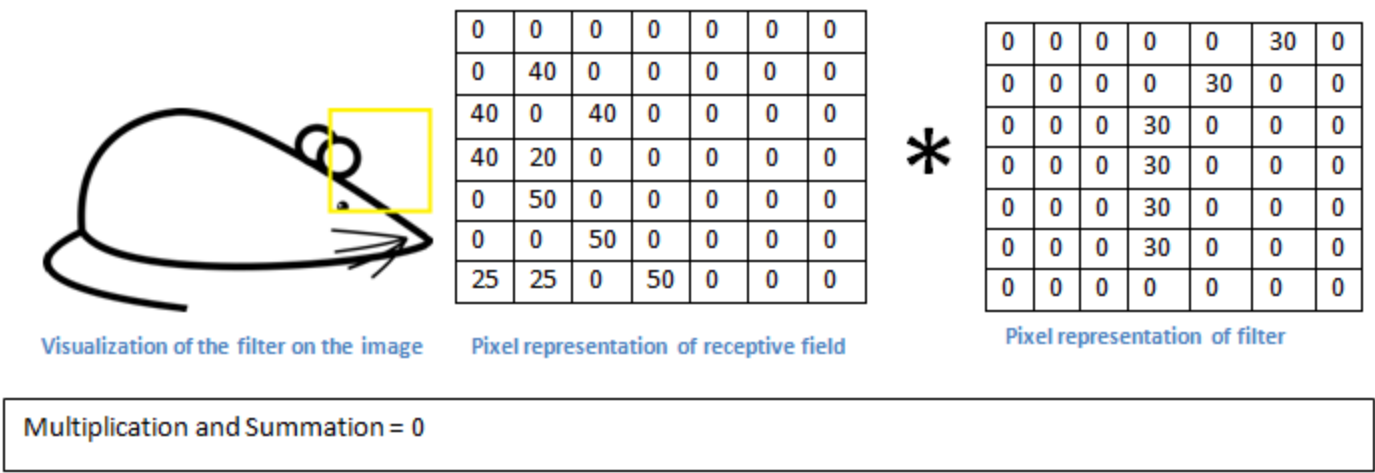 0 0 0 0 0 0 0
0 40 0 0 0 0 0
40 0 40 0 0 0 0
40 20 0 0 0 0 0
0 50 0 0 0 0 0
0 0 50 0 0 0 0
25 25 0 50 0 0 0
*
0 0 0 0 0 30 0
0 0 0 0 30 0 0
0 0 0 30 0 0 0
0 0 0 30 0 0 0
0 0 0 30 0 0 0
0 0 0 30 0 0 0
0 0 0 0 0 0 0
Visualization of the filter on the image
Pixel representation of receptive field
Pixel representation of filter
Multiplication and Summation = 0